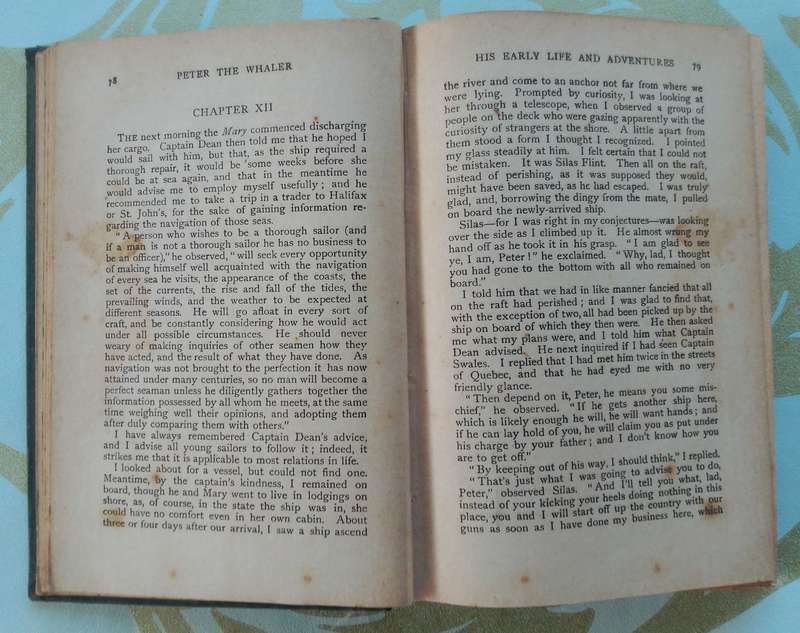 78
PETER THE WHALER
CHAPTER XII
THE next morning the Mary commenced discharging
her cargo. Captain Dean then told me that he hoped I
would sail with him, but that, as the ship required a
thorough repair, it would be some weeks before she
could be at sea again, and that in the meantime he
would advise me to employ myself usefully; and he
recommended me to take a trip in a trader to Halifax
or St. John's, for the sake of gaining information re-
garding the navigation of those seas.
"A person who wishes to be a thorough sailor (and
if a man is not a thorough sailor he has no business to
be an officer)," he observed, "will seek every opportunity
of making himself well acquainted with the navigation
of every sea he visits, the appearance of the coasts, the
set of the currents, the rise and fall of the tides, the
prevailing winds, and the weather to be expected at
different seasons. He will go afloat in every sort of
craft, and be constantly considering how he would act
under all possible circumstances. He should never
weary of making inquiries of other seamen how they
have acted, and the result of what they have done. As
navigation was not brought to the perfection it has now
attained under many centuries, so no man will become a
perfect seaman unless he diligently gathers together the
information possessed by all whom he meets, at the same
time weighing well their opinions, and adopting them
after duly comparing them with others."
I have always remembered Captain Dean's advice,
and I advise all young sailors to follow it; indeed, it
strikes me that it is applicable to most relations in life.
I looked about for a vessel, but could not find one.
Meantime, by the captain's kindness, I remained on
board, though he and Mary went to live in lodgings on
shore, as, of course, in the state the ship was in, she
could have no comfort even in her own cabin. About
three or four days after our arrival, I saw a ship ascend
HIS EARLY LIFE AND ADVENTURES
79
the river and come to an anchor not far from where we
were lying. Prompted by curiosity, I was looking at
her through a telescope, when I observed a group of
people on the deck who were gazing apparently with the
curiosity of strangers at the shore. A little apart from
them stood a form I thought I recognized. I pointed
my glass steadily at him. I felt certain that I could not
be mistaken. It was Silas Flint. Then all on the raft,
instead of perishing, as it was supposed they would,
might have been saved, as he had escaped. I was truly
glad, and, borrowing the dingy from the mate, I pulled
on board the newly-arrived ship.
Silas—for I was right in my conjectures—was looking
over the side as I climbed up it. He almost wrung my
hand off as he took it in his grasp. "I am glad to see
ye, I am, Peter!" he exclaimed. "Why, lad, I thought
you had gone to the bottom with all who remained on
board."
I told him that we had in like manner fancied that all
on the raft had perished; and I was glad to find that,
with the exception of two, all had been picked up by the
ship on board of which they then were. He then asked
me what my plans were, and I told him what Captain
Dean advised. He next inquired if I had seen Captain
Swales. I replied that I had met him twice in the streets
of Quebec, and that he had eyed me with no very
friendly glance.
"Then depend on it, Peter, he means you some mis-
chief," he observed. "If he gets another ship here,
which is likely enough he will, he will want hands; and
if he can lay hold of you, he will claim you as put under
his charge by your father; and I don't know how you
are to get off."
"By keeping out of his way, I should think," I replied.
"That's just what I was going to advise you to do,
Peter," observed Silas. "And I'll tell you what, lad,
instead of your kicking your heels doing nothing in this
place, you and I will start off up the country with our
guns as soon as I have done my business here, which